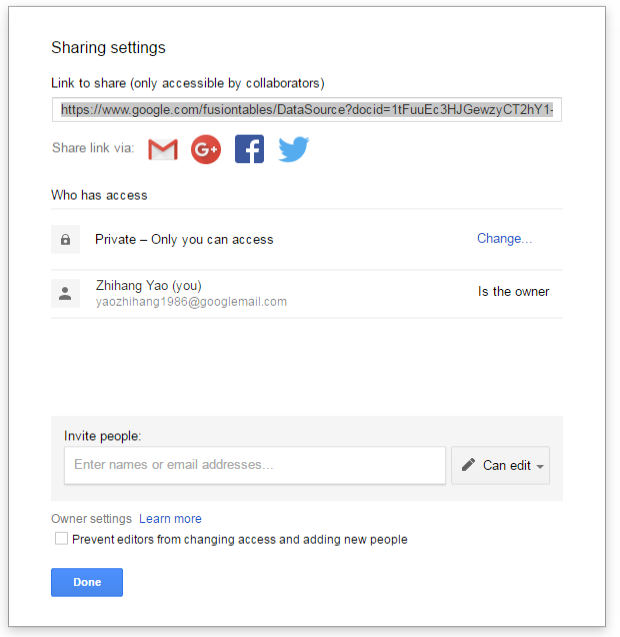 Sharing settings
Link to share (only accessible by collaborators)
https://www.google.com/fusiontables/DataSource?docid=1tFuuEc3HJGewzyCT2hY1-
Share link via:
G+
f
Who has access
Private – Only you can access Change...
Zhihang Yao (you)
yaozhihang1986@googlemail.com
Is the owner
Invite people:
Enter names or email addresses... Can edit
Owner settings Learn more
Prevent editors from changing access and adding new people
Done